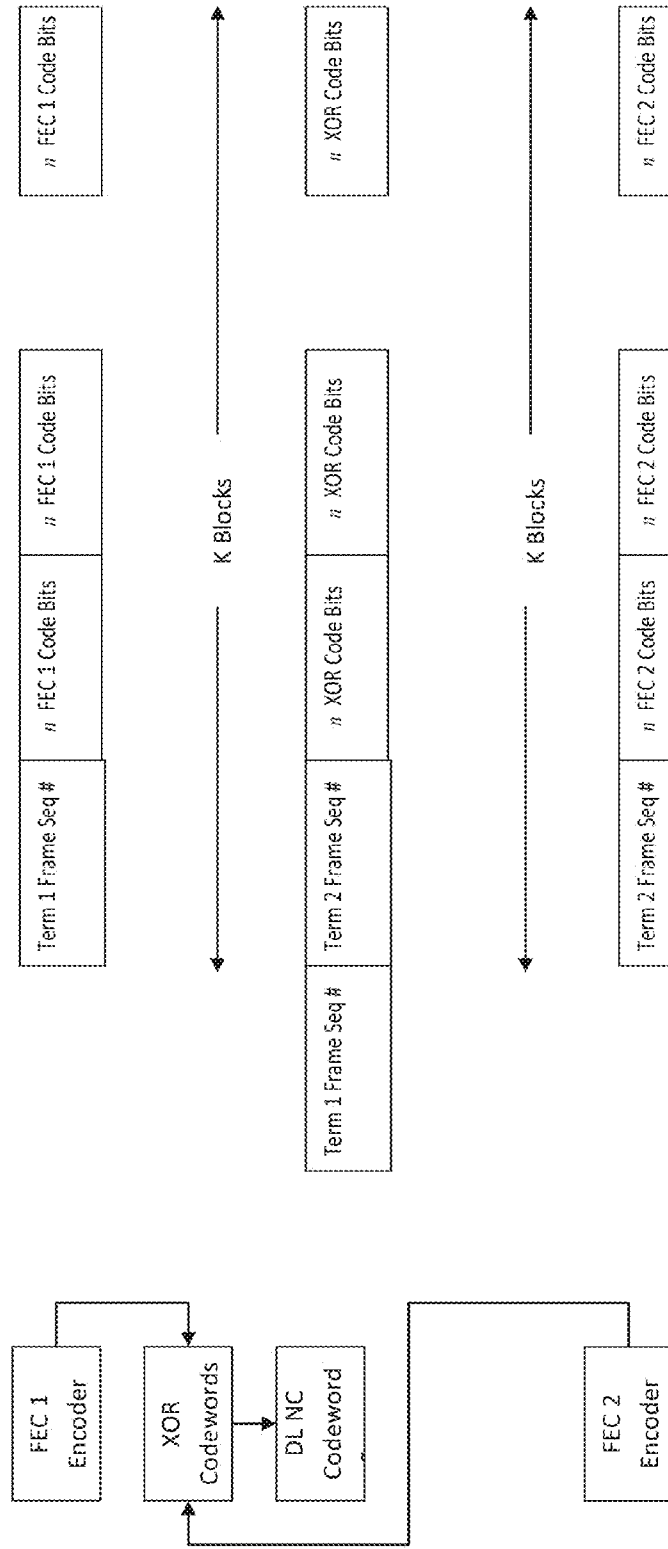 FEC 1
Encoder
Term 1 Frame Seq #
n FEC 1 Code Bits
n FEC 1 Code Bits
n FEC 1 Code Bits
K Blocks
XOR
Codewords
DL NC
Codeword
Term 1 Frame Seq #
Term 2 Frame Seq #
n XOR Code Bits
n XOR Code Bits
n XOR Code Bits
K Blocks
FEC 2
Encoder
Term 2 Frame Seq #
n FEC 2 Code Bits
n FEC 2 Code Bits
n FEC 2 Code Bits